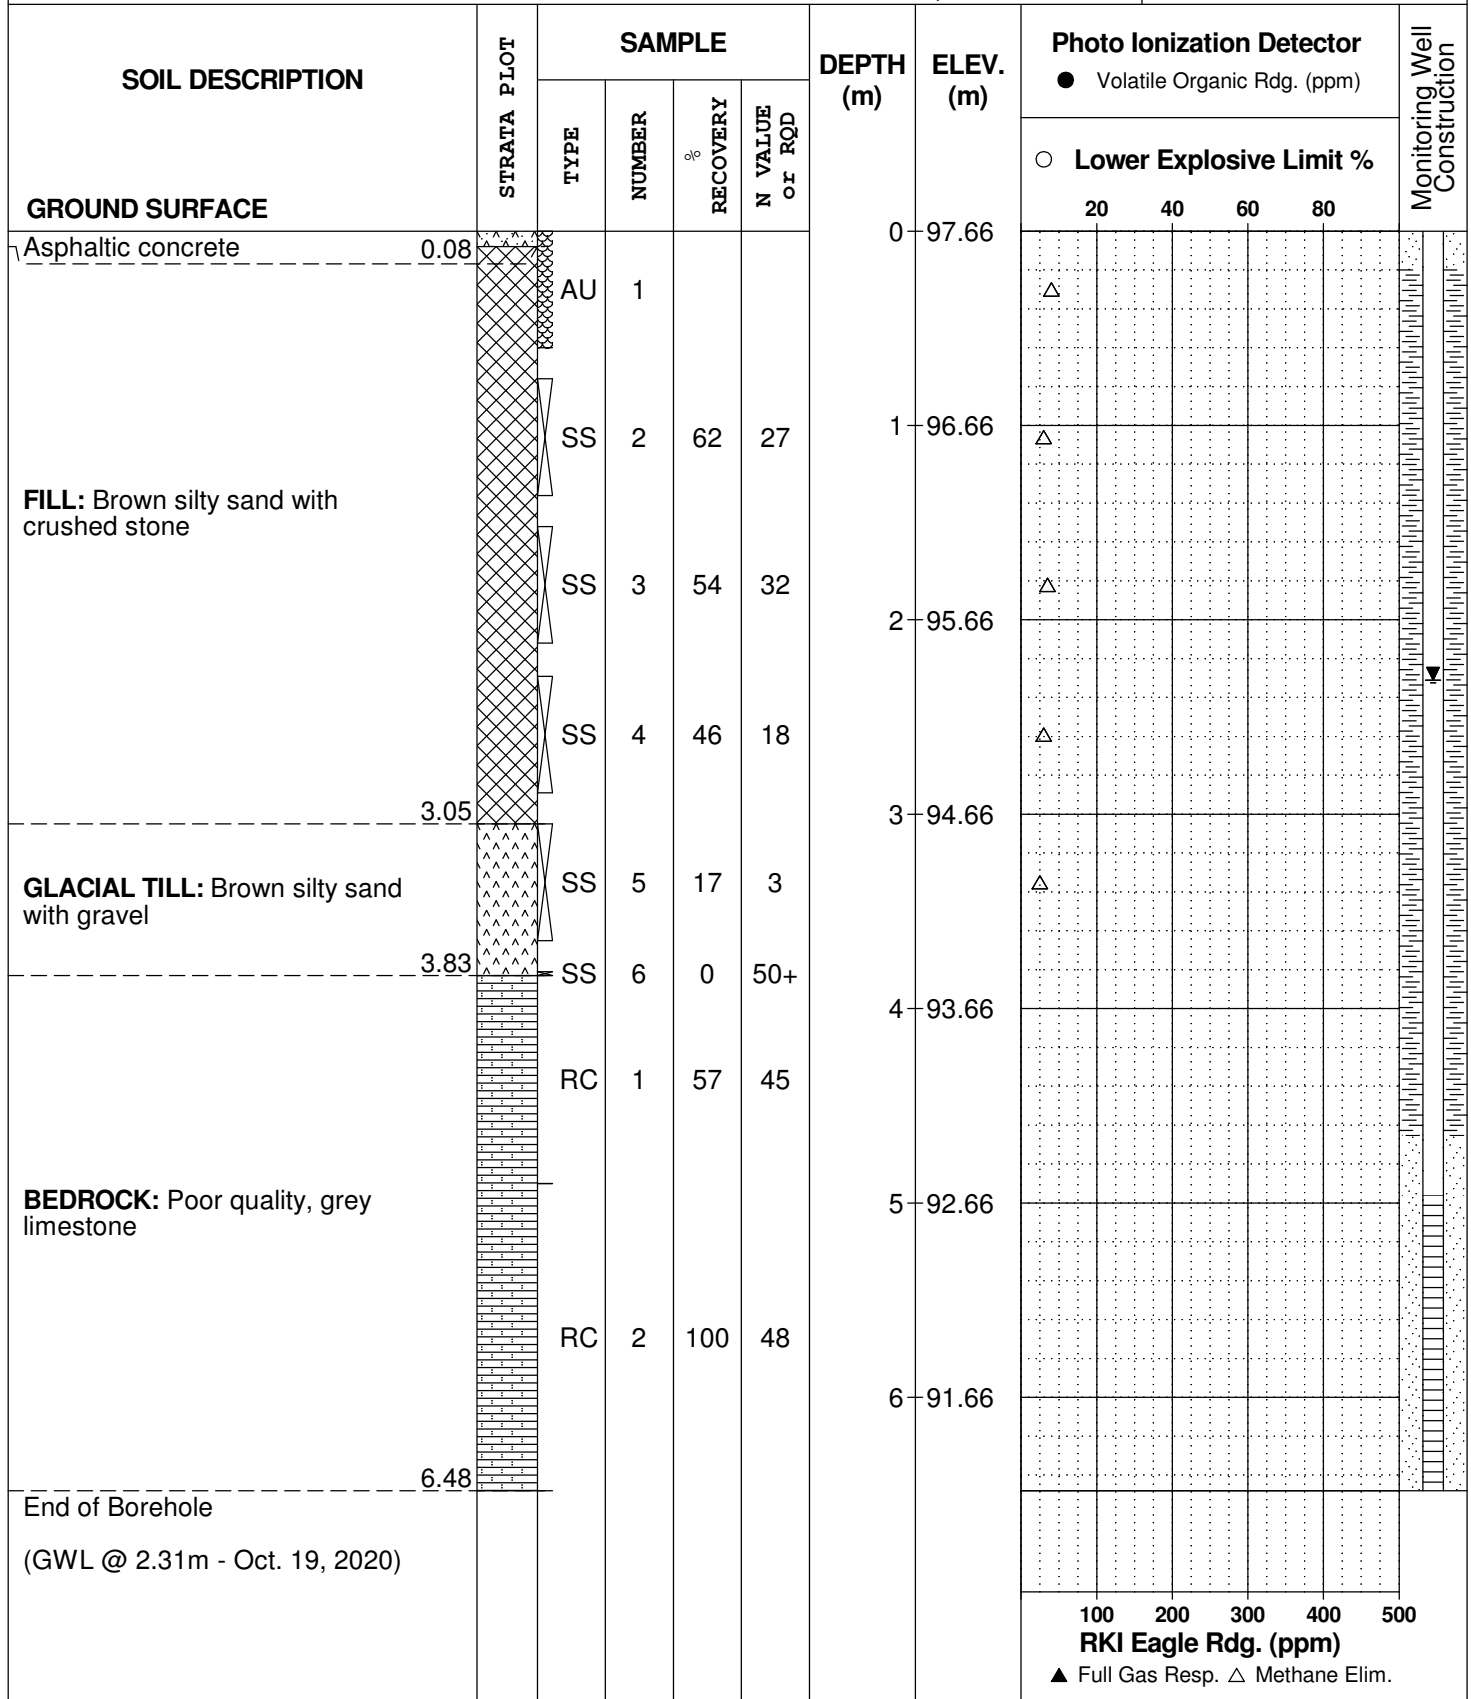 SOIL DESCRIPTION
GROUND SURFACE
STRATA PLOT
SAMPLE
TYPE
NUMBER
%
RECOVERY
N VALUE
or RQD
DEPTH
(m)
ELEV.
(m)
Photo Ionization Detector
● Volatile Organic Rdg. (ppm)
○ Lower Explosive Limit %
20 40 60 80
Monitoring Well
Construction
0 97.66
Asphaltic concrete 0.08
AU 1
1 96.66
SS 2 62 27
FILL: Brown silty sand with
crushed stone
SS 3 54 32
2 95.66
SS 4 46 18
3.05
3 94.66
GLACIAL TILL: Brown silty sand
with gravel
SS 5 17 3
3.83
SS 6 0 50+
4 93.66
RC 1 57 45
BEDROCK: Poor quality, grey
limestone
5 92.66
RC 2 100 48
6 91.66
6.48
End of Borehole
(GWL @ 2.31m - Oct. 19, 2020)
100 200 300 400 500
RKI Eagle Rdg. (ppm)
▲ Full Gas Resp. △ Methane Elim.